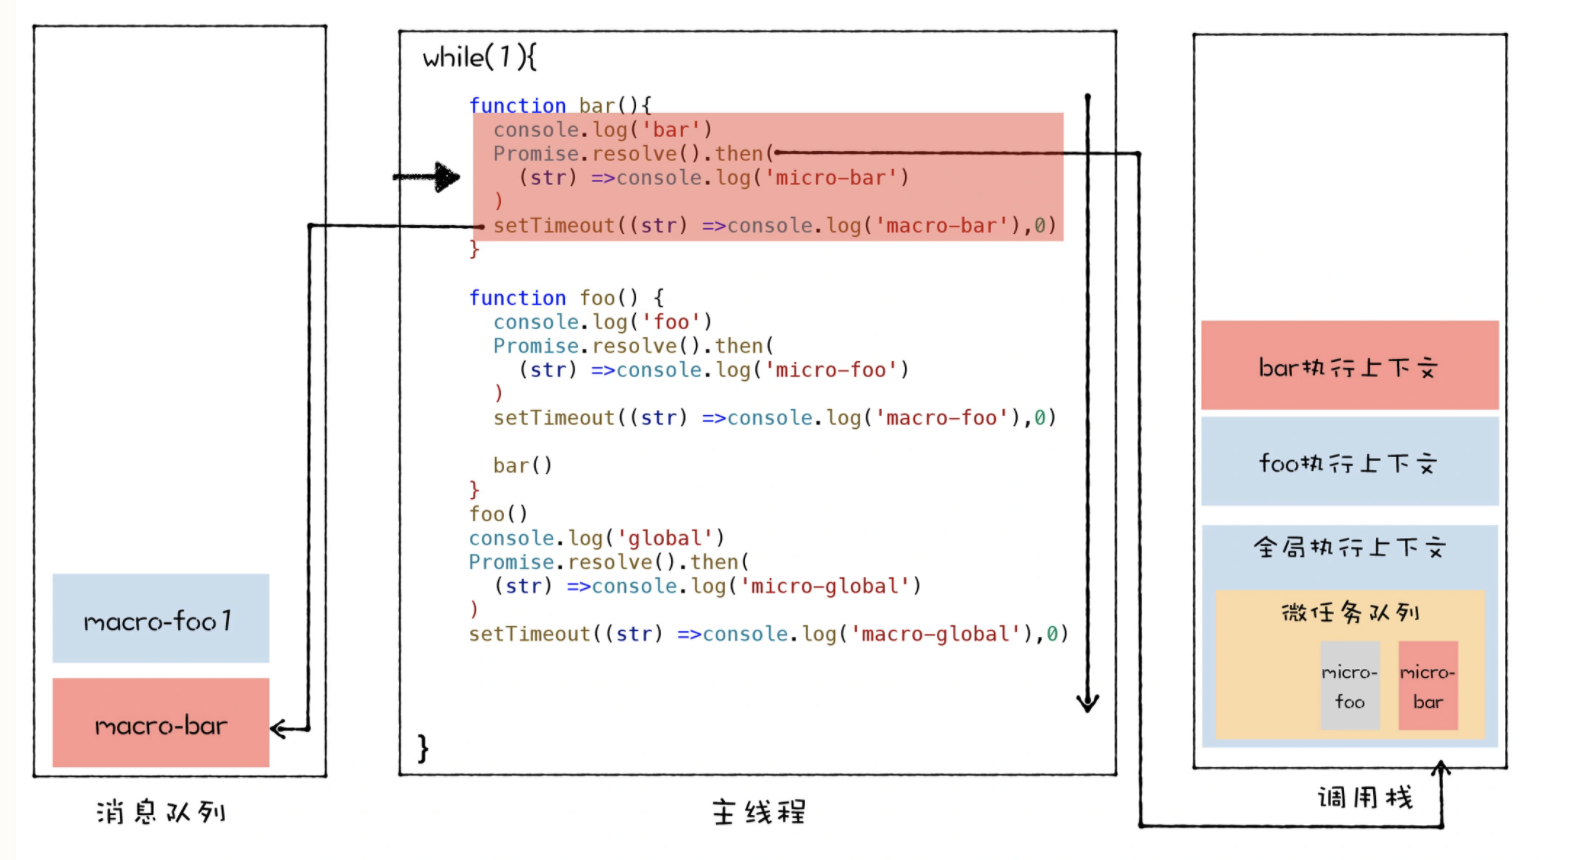 while(1){
function bar(){
console.log('bar')
Promise.resolve().then(
(str) =>console.log('micro-bar')
)
setTimeout((str) =>console.log('macro-bar'),0)
}
function foo() {
console.log('foo')
Promise.resolve().then(
(str) =>console.log('micro-foo')
)
setTimeout((str) =>console.log('macro-foo'),0)
bar()
}
foo()
console.log('global')
Promise.resolve().then(
(str) =>console.log('micro-global')
)
setTimeout((str) =>console.log('macro-global'),0)
}
macro-foo1
macro-bar
消息队列
主线程
bar执行上下文
foo执行上下文
全局执行上下文
微任务队列
micro-
foo
micro-
bar
调用栈